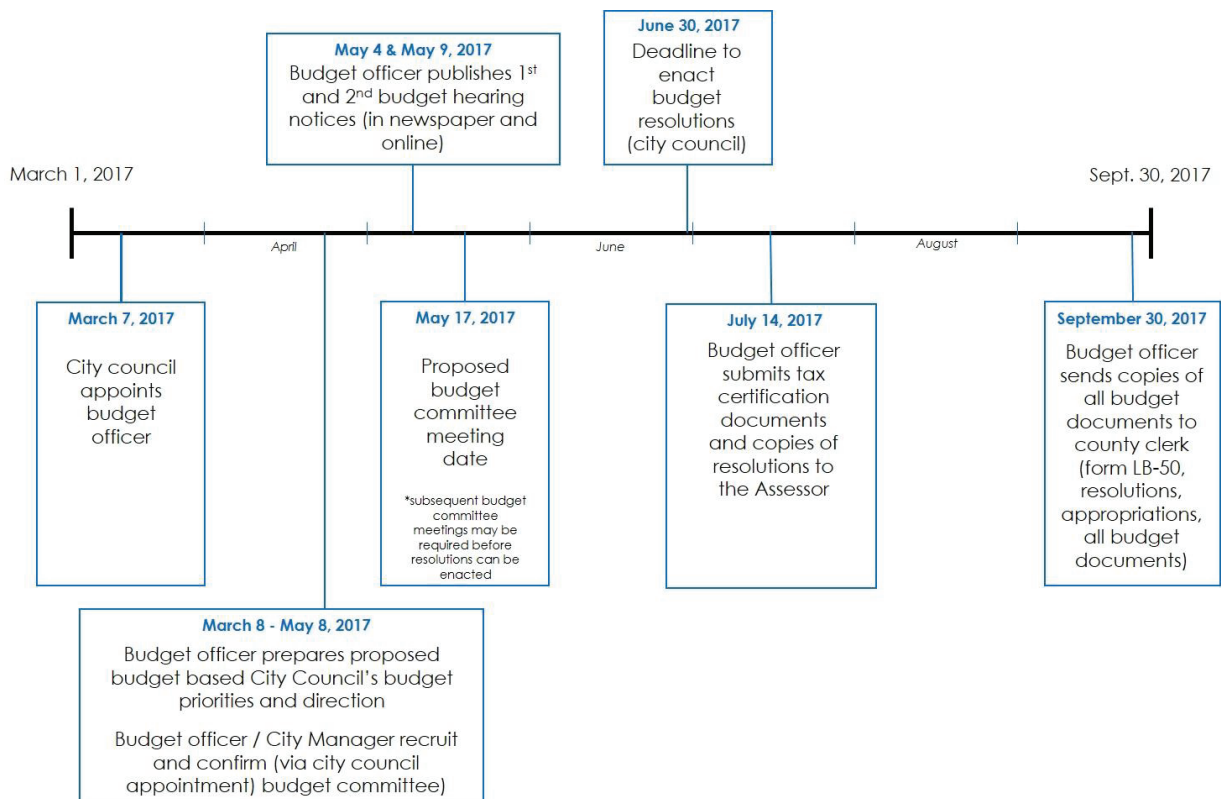 May 4 & May 9, 2017
Budget officer publishes 1st
and 2nd budget hearing
notices (in newspaper and
online)
June 30, 2017
Deadline to
enact
budget
resolutions
(city council)
March 1, 2017
Sept. 30, 2017
April
June
August
March 7, 2017
City council
appoints
budget
officer
May 17, 2017
Proposed
budget
committee
meeting
date
*subsequent budget
committee
meetings may be
required before
resolutions can be
enacted
July 14, 2017
Budget officer
submits tax
certification
documents
and copies of
resolutions to
the Assessor
September 30, 2017
Budget officer
sends copies of
all budget
documents to
county clerk
(form LB-50,
resolutions,
appropriations,
all budget
documents)
March 8 - May 8, 2017
Budget officer prepares proposed
budget based City Council’s budget
priorities and direction
Budget officer / City Manager recruit
and confirm (via city council
appointment) budget committee)